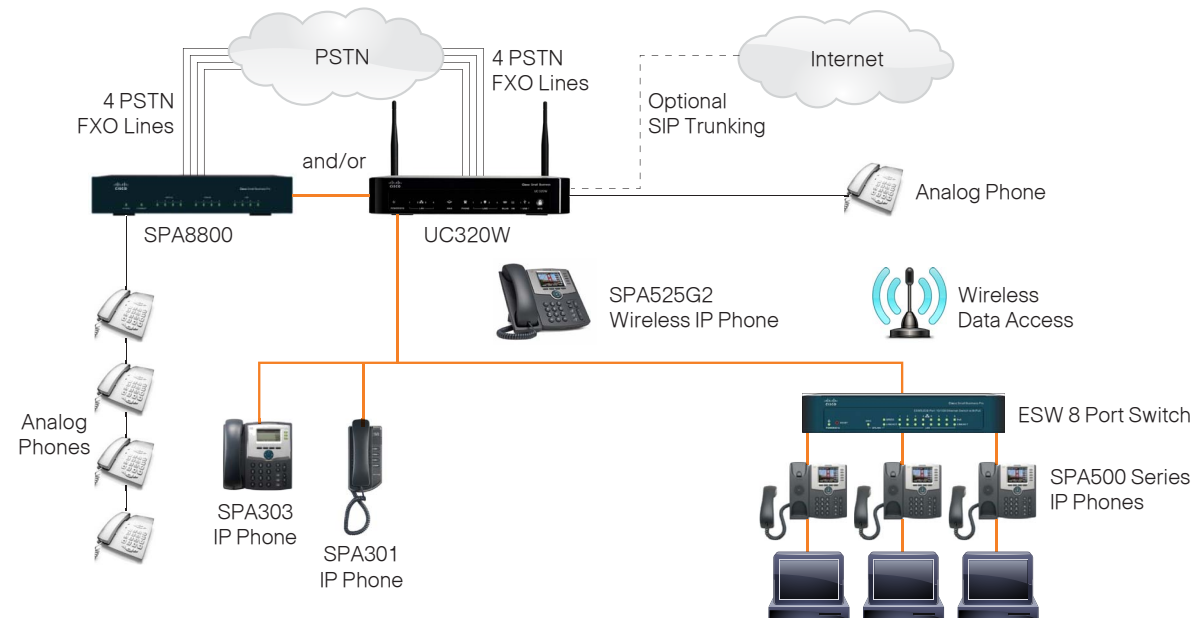 PSTN
Internet
4 PSTN
FXO Lines
4 PSTN
FXO Lines
Optional
SIP Trunking
and/or
Analog Phone
SPA8800
UC320W
SPA525G2
Wireless IP Phone
Wireless
Data Access
Analog
Phones
ESW 8 Port Switch
SPA303
IP Phone
SPA301
IP Phone
SPA500 Series
IP Phones